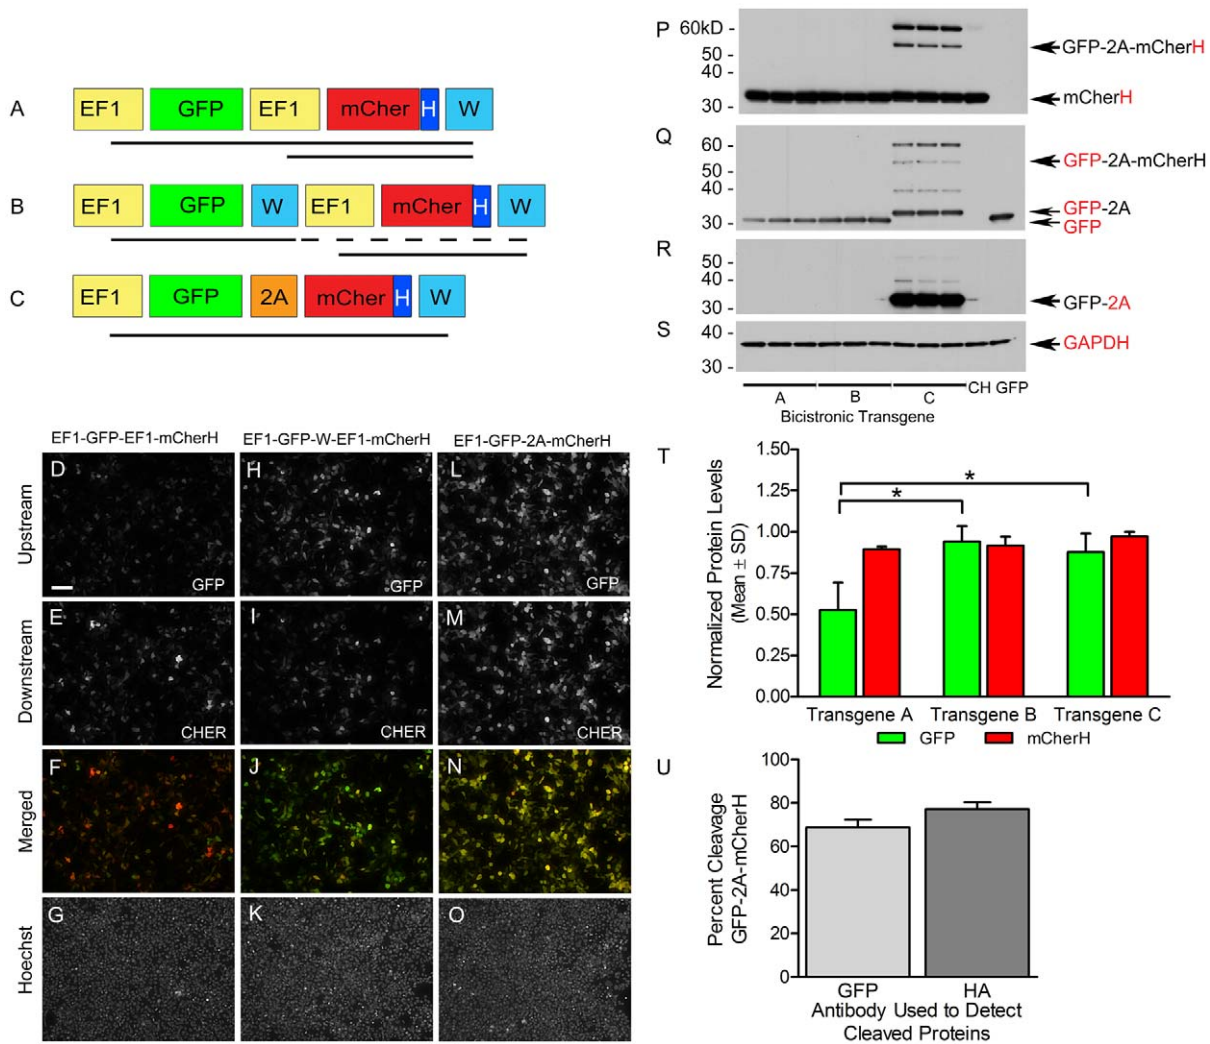 A
EF1 GFP EF1 mCher H W
B
EF1 GFP W EF1 mCher H W
C
EF1 GFP 2A mCher H W
EF1-GFP-EF1-mCherH EF1-GFP-W-EF1-mCherH EF1-GFP-2A-mCherH
Upstream
D GFP H GFP L GFP
Downstream
E CHER I CHER M CHER
Merged
F J N
Hoechst
G K O
P
60kD -
50 -
40 -
30 -
GFP-2A-mCherH
mCherH
Q
60 -
50 -
40 -
30 -
GFP-2A-mCherH
GFP-2A
GFP
R
50 -
40 -
30 -
GFP-2A
S
40 -
30 -
GAPDH
A B C CH GFP
Bicistronic Transgene
T
Normalized Protein Levels
(Mean ± SD)
1.50
1.25
1.00
0.75
0.50
0.25
0.00
* *
Transgene A Transgene B Transgene C
GFP mCherH
U
Percent Cleavage
GFP-2A-mCherH
100
80
60
40
20
0
GFP HA
Antibody Used to Detect
Cleaved Proteins